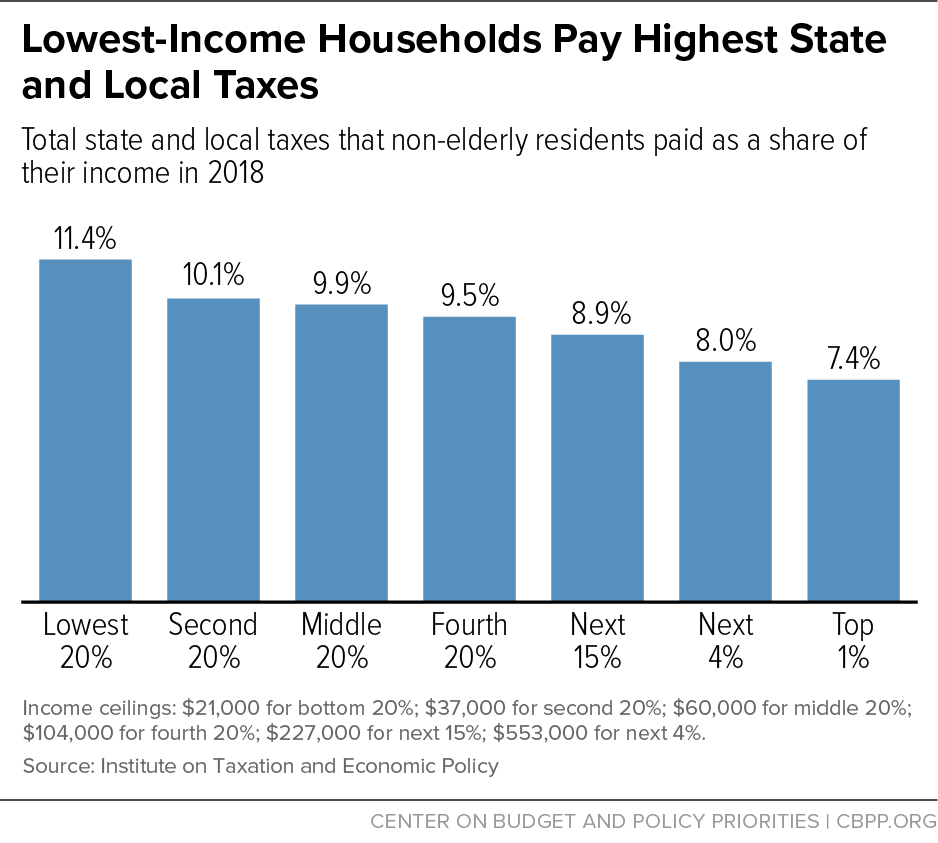 Lowest-Income Households Pay Highest State
and Local Taxes
Total state and local taxes that non-elderly residents paid as a share of
their income in 2018
11.4%
10.1%
9.9%
9.5%
8.9%
8.0%
7.4%
Lowest
20%
Second
20%
Middle
20%
Fourth
20%
Next
15%
Next
4%
Top
1%
Income ceilings: $21,000 for bottom 20%; $37,000 for second 20%; $60,000 for middle 20%;
$104,000 for fourth 20%; $227,000 for next 15%; $553,000 for next 4%.
Source: Institute on Taxation and Economic Policy
CENTER ON BUDGET AND POLICY PRIORITIES | CBPP.ORG